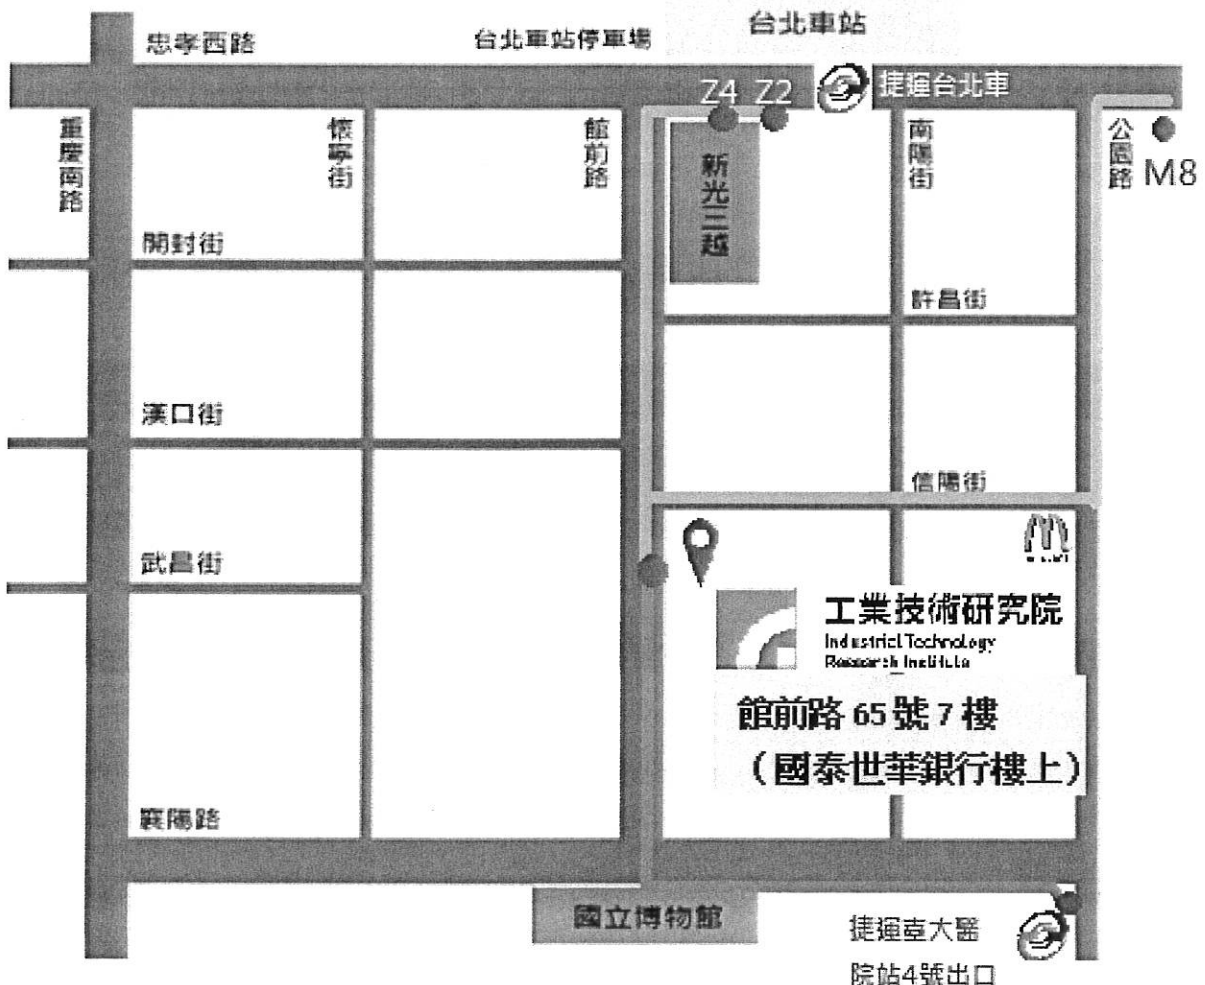 台北車站
忠孝西路
台北車站停車場
Z4 Z2
捷運台北車
重慶南路
懷寧街
館前路
新光三越
南陽街
公園路
M8
開封街
許昌街
漢口街
信陽街
武昌街
工業技術研究院
Industrial Technology
Research Institute
館前路 65 號 7 樓
（國泰世華銀行樓上）
襄陽路
國立博物館
捷運臺大醫
院站4號出口